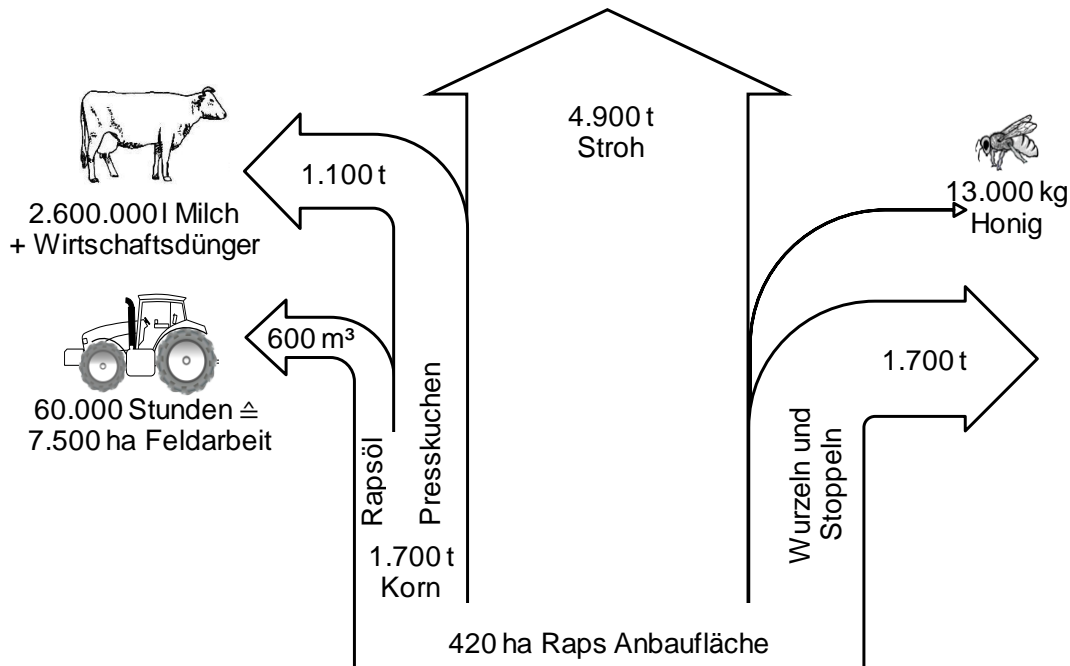 4.900 t
Stroh
1.100 t
2.600.000 l Milch
+ Wirtschaftsdünger
13.000 kg
Honig
600 m³
60.000 Stunden ≙
7.500 ha Feldarbeit
1.700 t
Rapsöl
Presskuchen
Wurzeln und
Stoppeln
1.700 t
Korn
420 ha Raps Anbaufläche